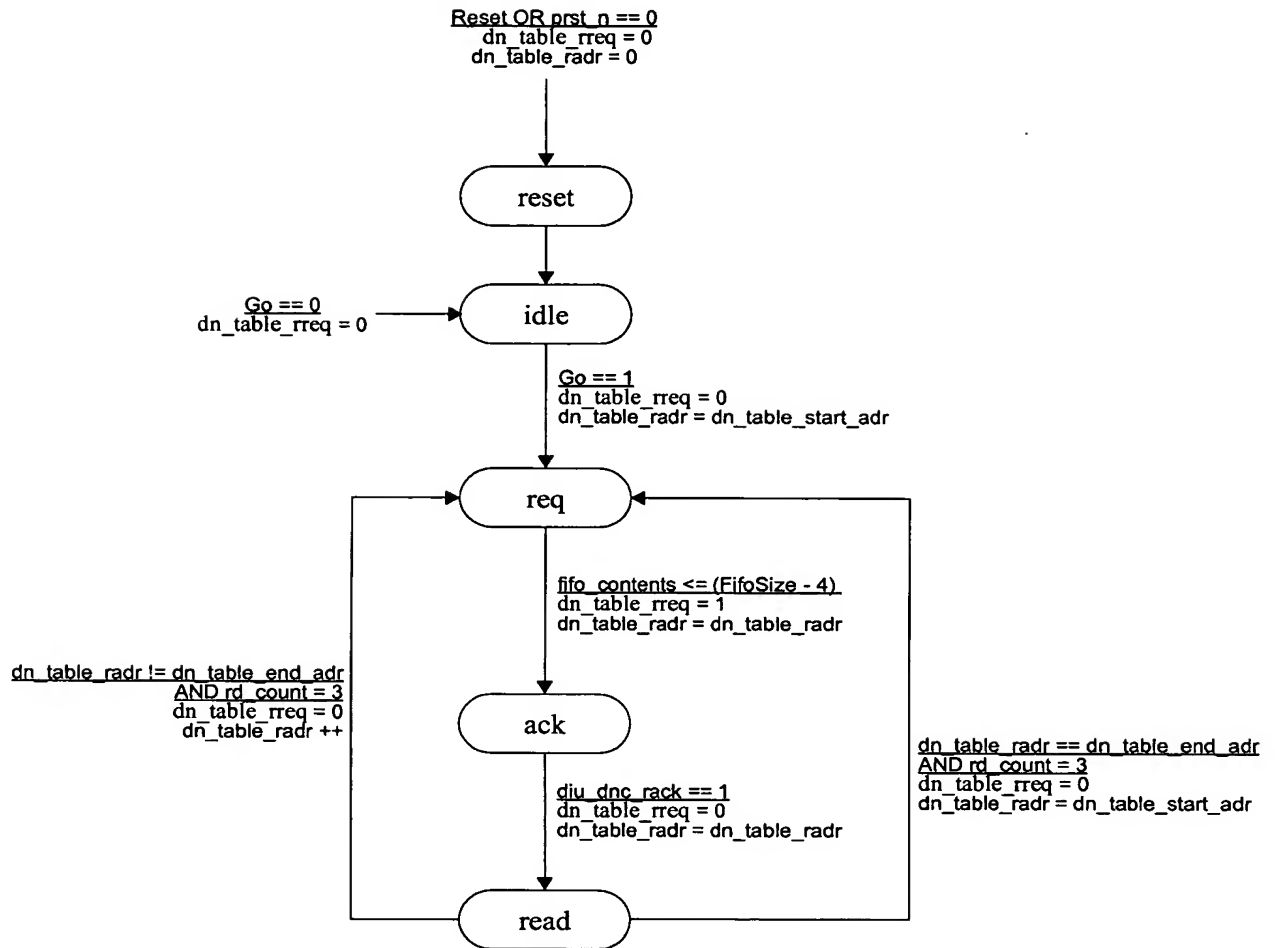 Reset OR prst_n == 0
dn_table_rreq = 0
dn_table_radr = 0
reset
Go == 0
dn_table_rreq = 0
idle
Go == 1
dn_table_rreq = 0
dn_table_radr = dn_table_start_adr
req
fifo_contents <= (FifoSize - 4)
dn_table_rreq = 1
dn_table_radr = dn_table_radr
dn_table_radr != dn_table_end_adr
AND rd_count = 3
dn_table_rreq = 0
dn_table_radr ++
ack
dn_table_radr == dn_table_end_adr
AND rd_count = 3
dn_table_rreq = 0
dn_table_radr = dn_table_start_adr
diu_dnc_rack == 1
dn_table_rreq = 0
dn_table_radr = dn_table_radr
read